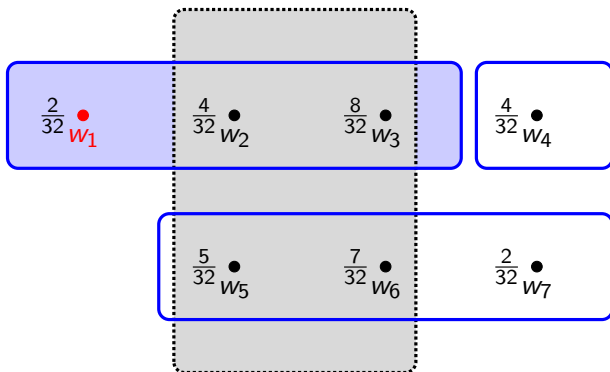 2/32 w₁ 4/32 w₂ 8/32 w₃ 4/32 w₄
5/32 w₅ 7/32 w₆ 2/32 w₇